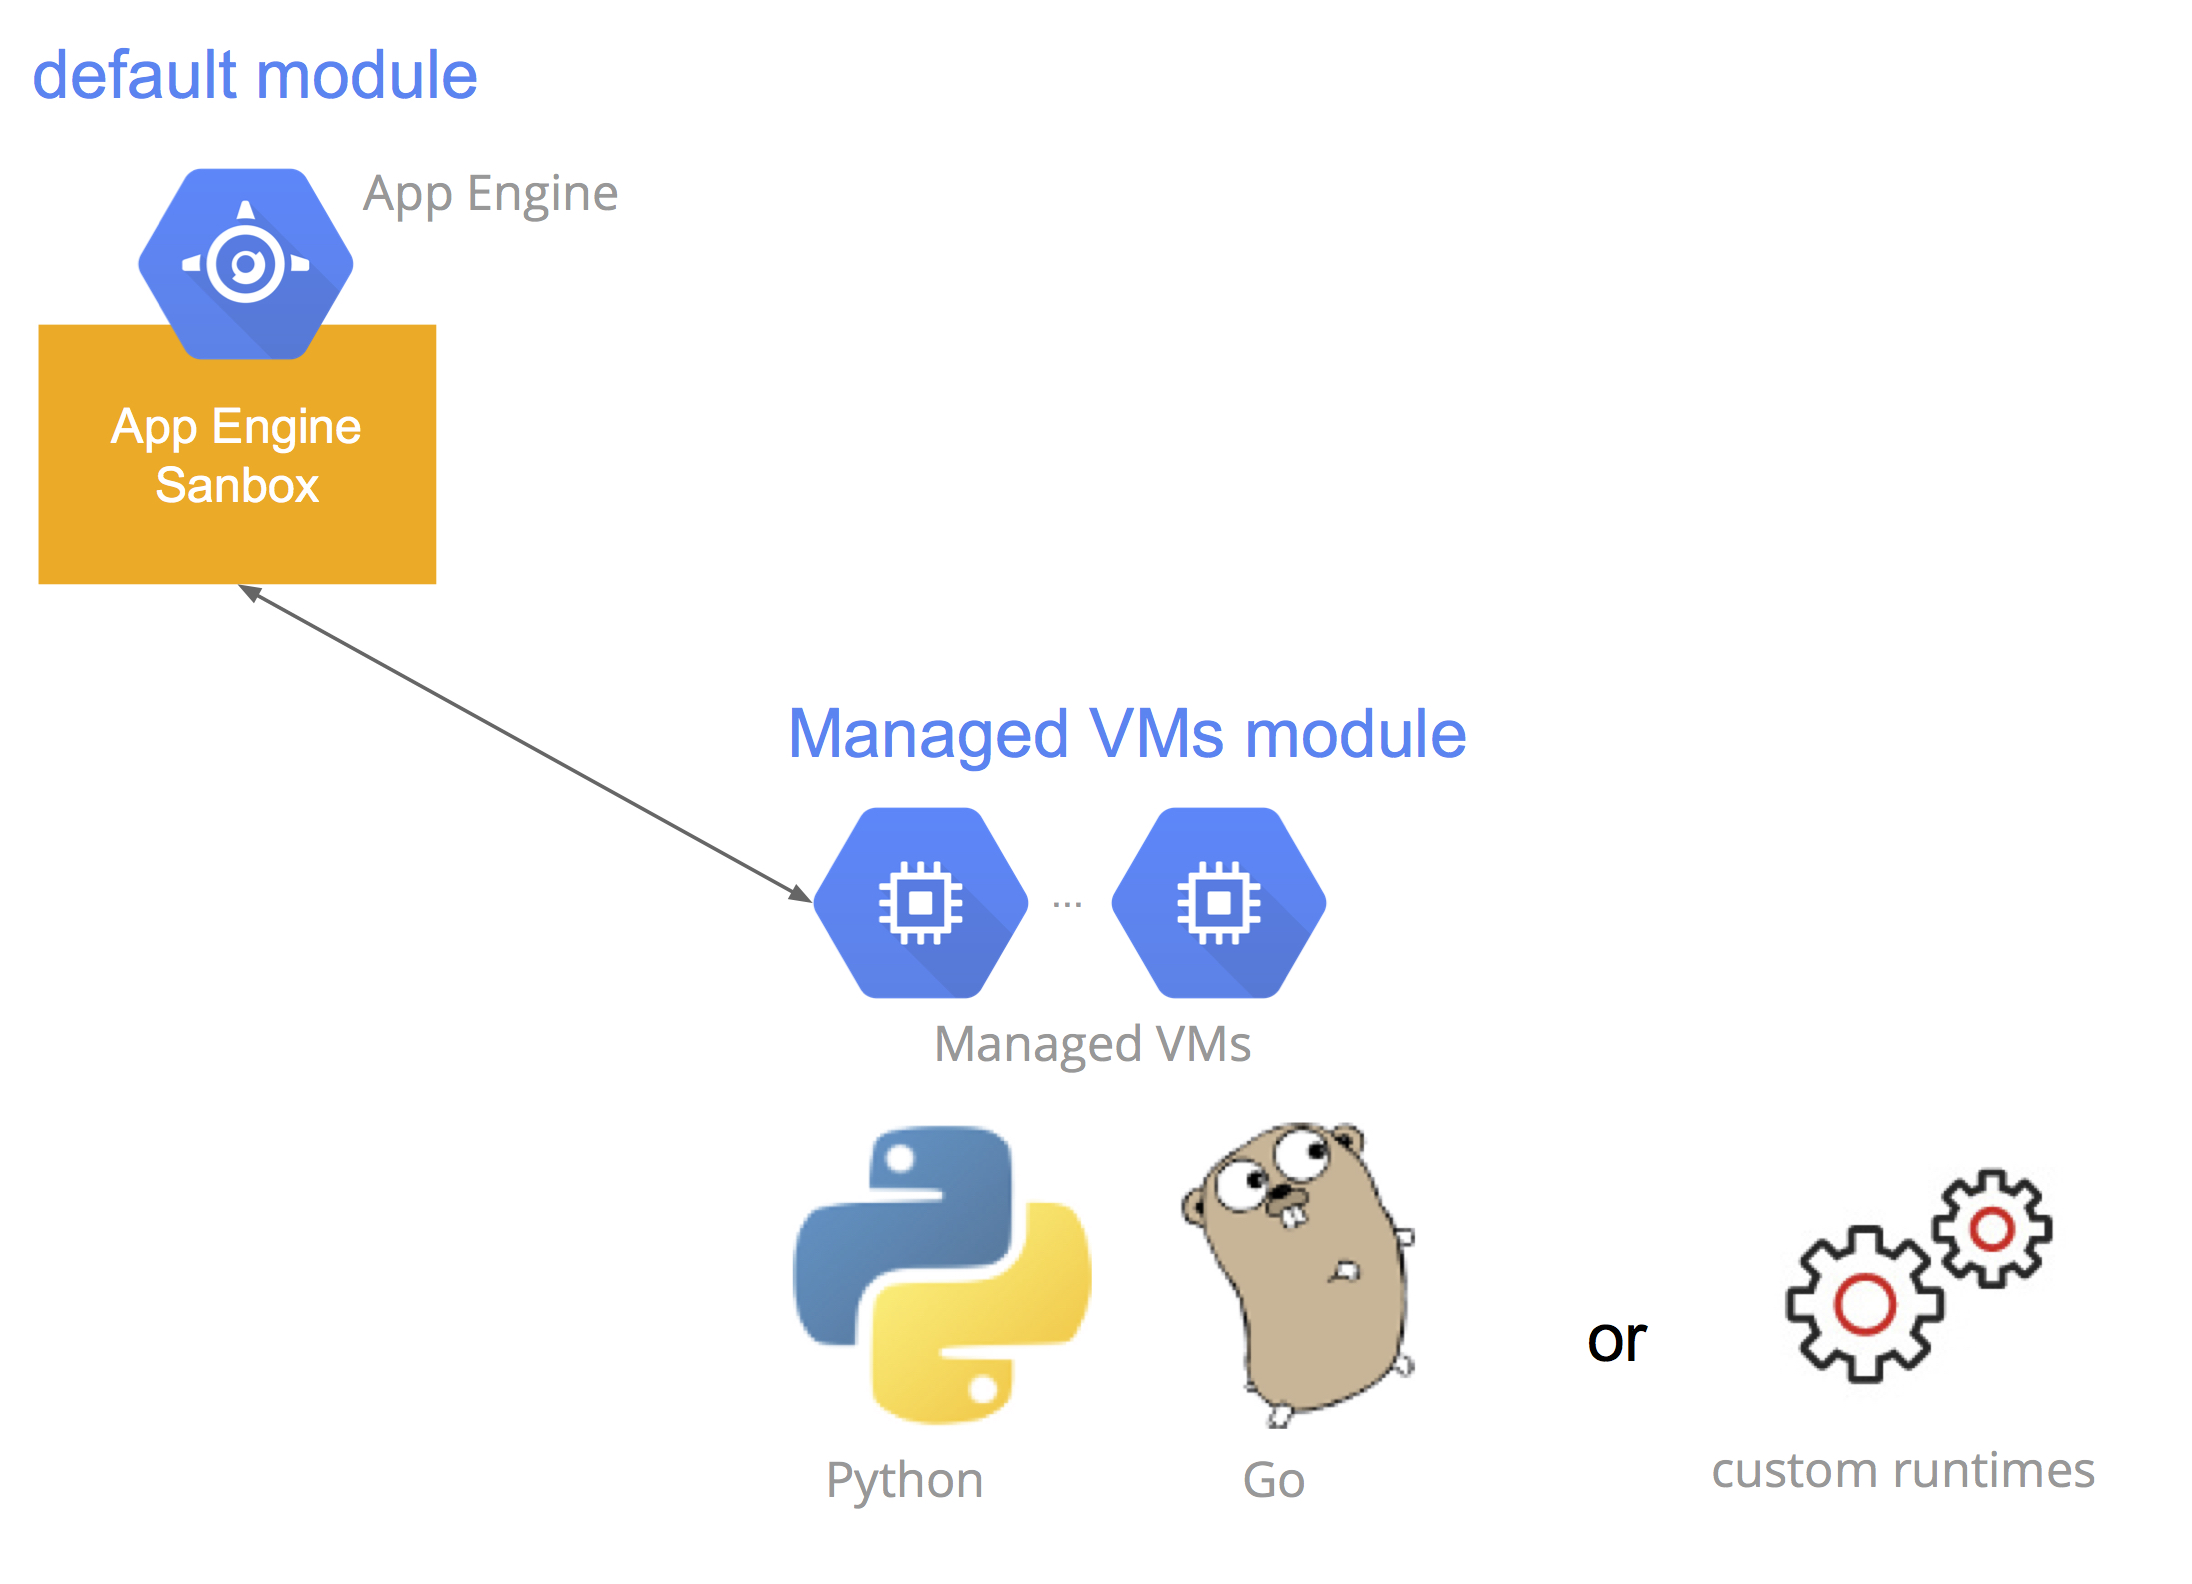 default module
App Engine
App Engine
Sanbox
Managed VMs module
...
Managed VMs
or
Python
Go
custom runtimes